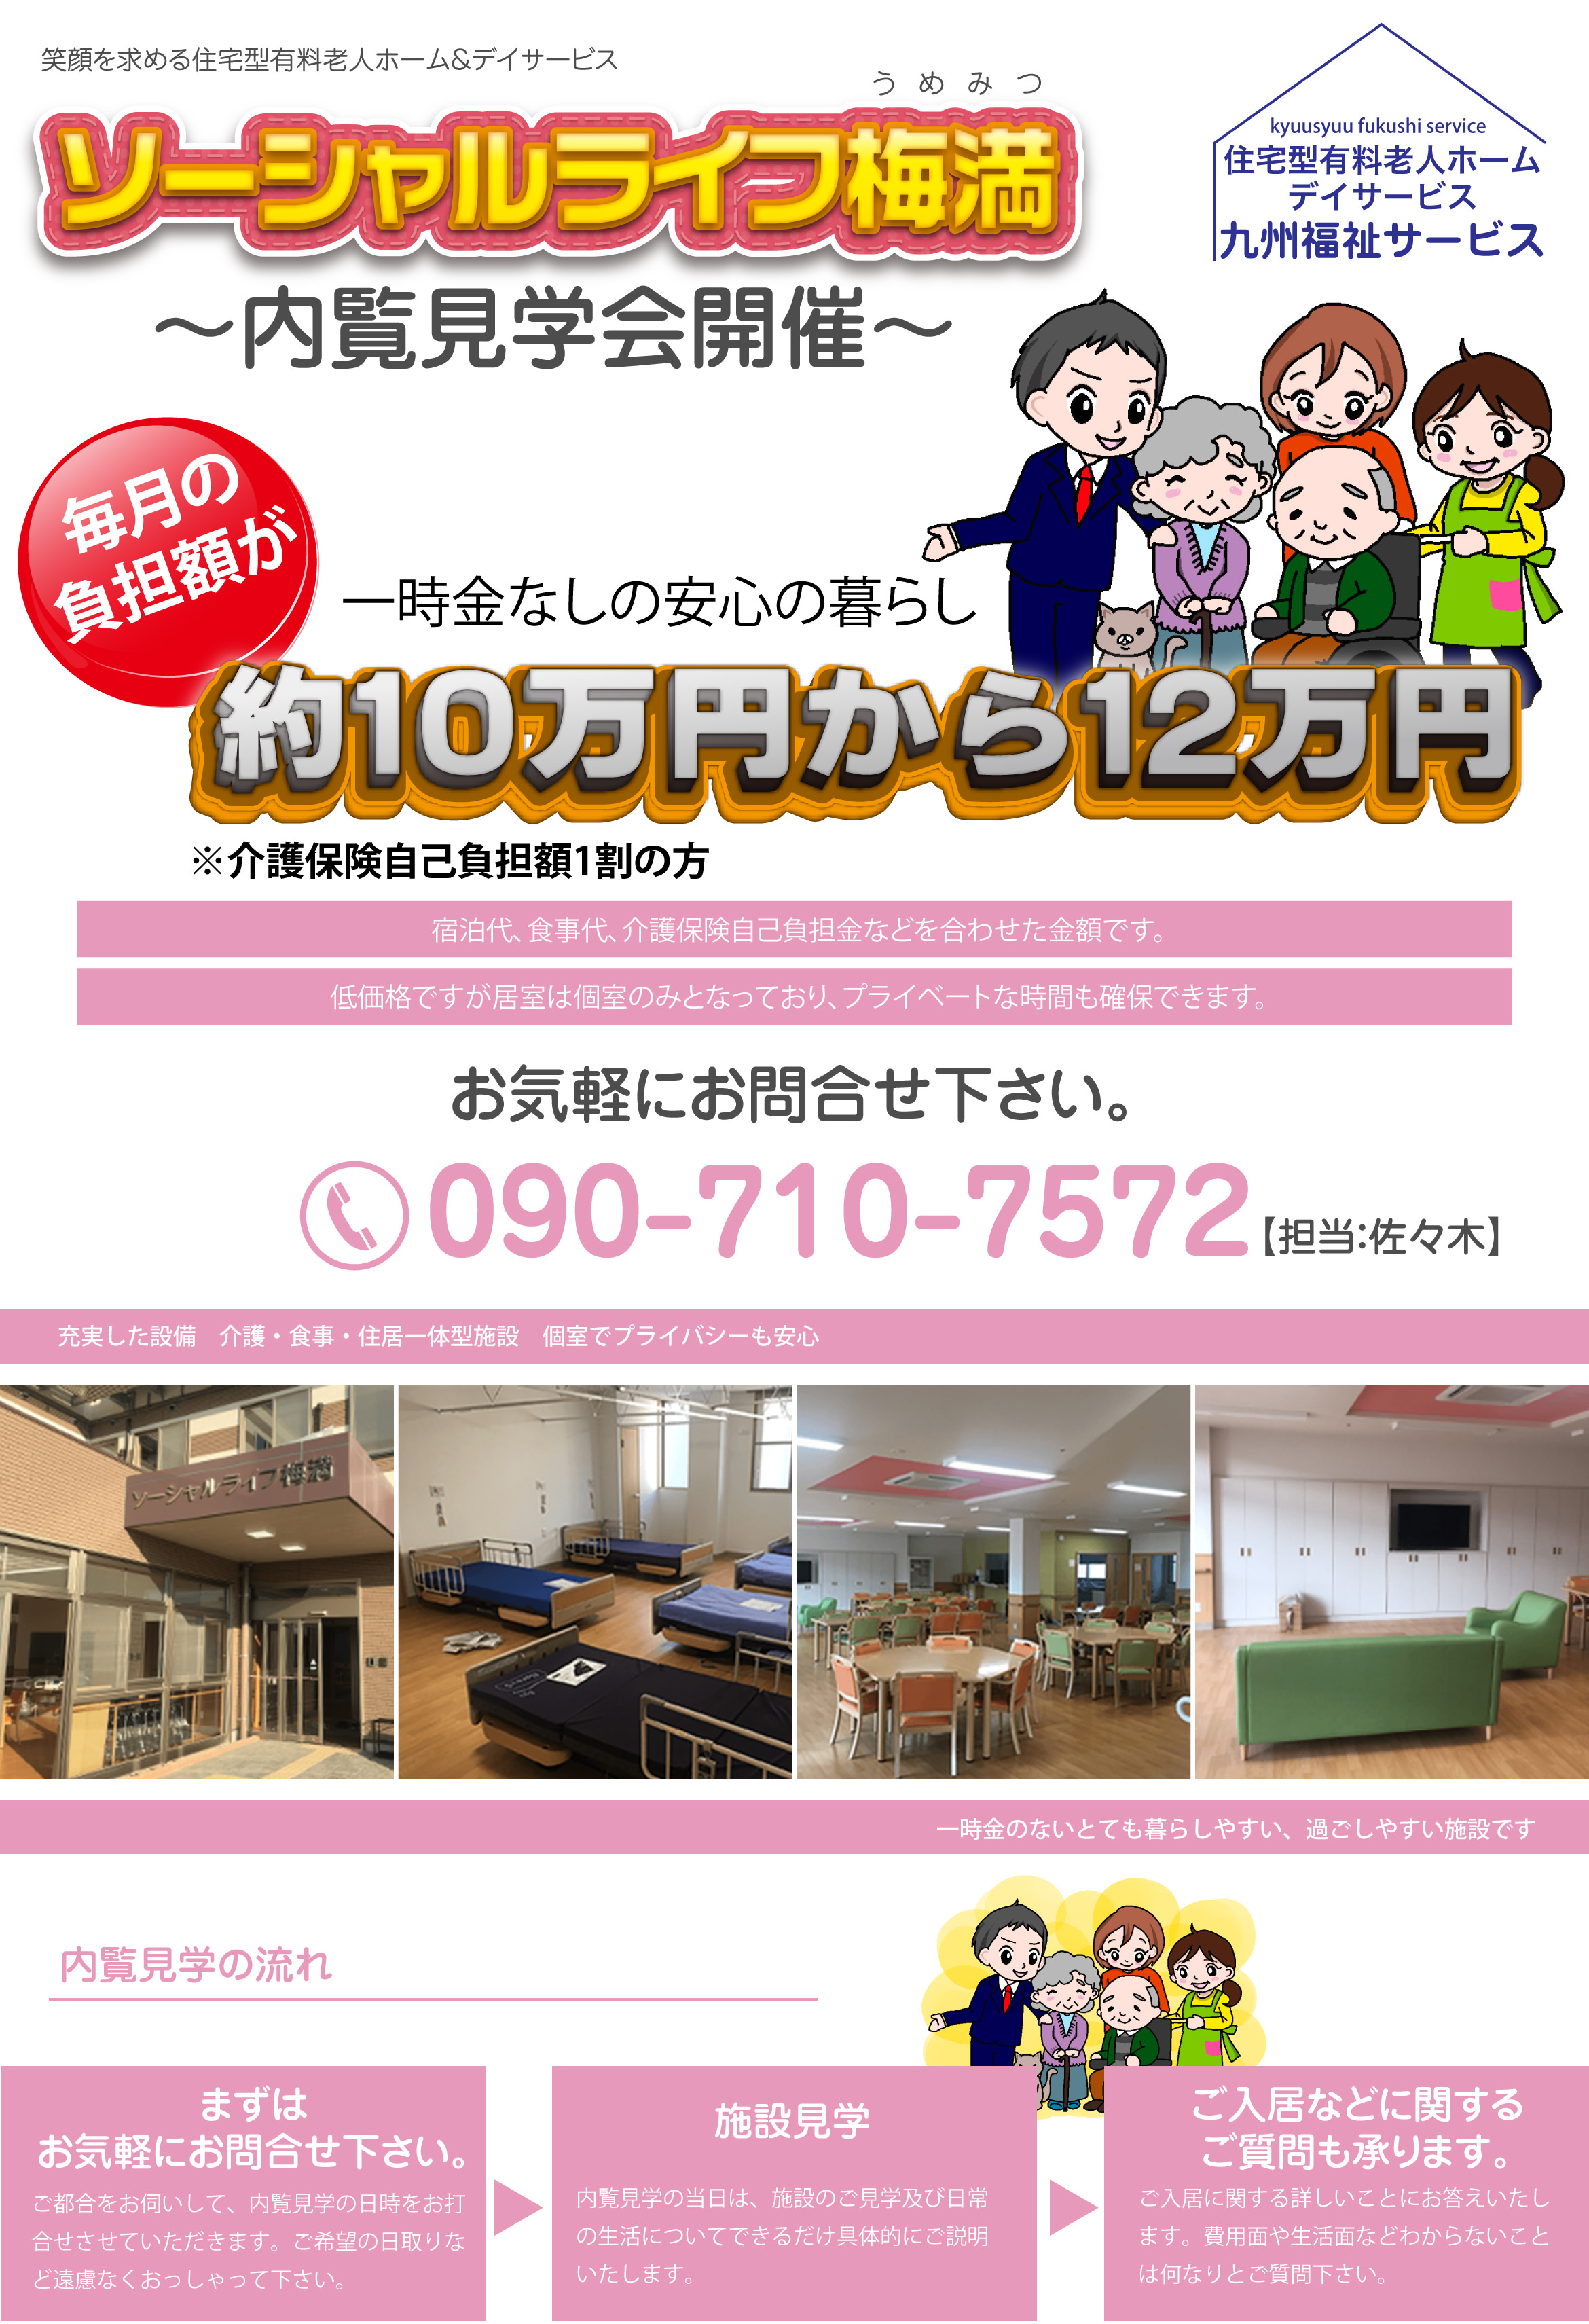 笑顔を求める住宅型有料老人ホーム&デイサービス
うめみつ
ソーシャルライフ梅満
kyuusyuu fukushi service
住宅型有料老人ホーム
デイサービス
九州福祉サービス
～内覧見学会開催～
毎月の
負担額が
一時金なしの安心の暮らし
約10万円から12万円
※介護保険自己負担額1割の方
宿泊代、食事代、介護保険自己負担金などを合わせた金額です。
低価格ですが居室は個室のみとなっており、プライベートな時間も確保できます。
お気軽にお問合せ下さい。
090-710-7572【担当:佐々木】
充実した設備　介護・食事・住居一体型施設　個室でプライバシーも安心
ソーシャルライフ梅満
一時金のないとても暮らしやすい、過ごしやすい施設です
内覧見学の流れ
まずは
お気軽にお問合せ下さい。
ご都合をお伺いして、内覧見学の日時をお打
合せさせていただきます。ご希望の日取りな
ど遠慮なくおっしゃって下さい。
施設見学
内覧見学の当日は、施設のご見学及び日常
の生活についてできるだけ具体的にご説明
いたします。
ご入居などに関する
ご質問も承ります。
ご入居に関する詳しいことにお答えいたし
ます。費用面や生活面などわからないこと
は何なりとご質問下さい。